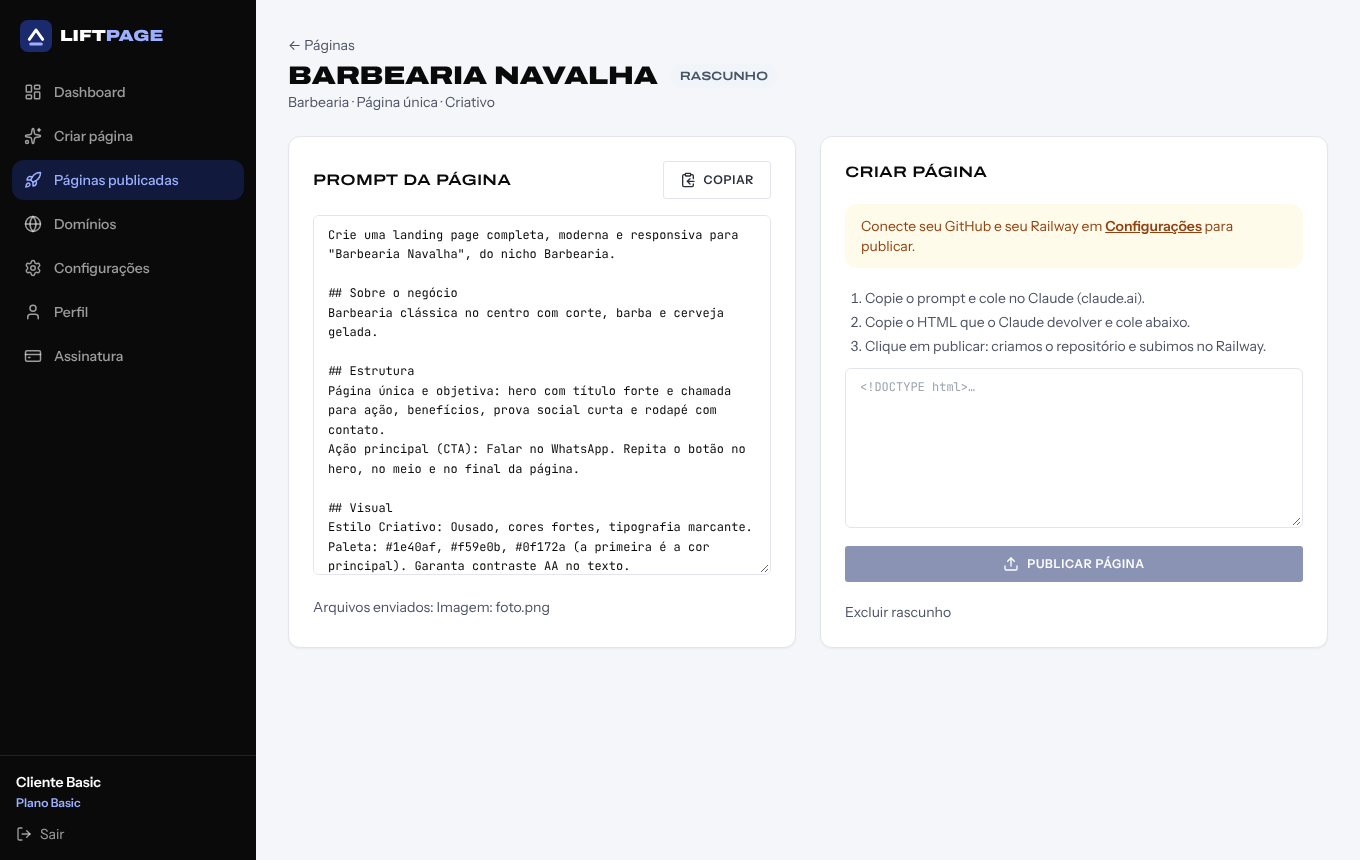 LIFTPAGE
Dashboard
Criar página
Páginas publicadas
Domínios
Configurações
Perfil
Assinatura
Cliente Basic
Plano Basic
Sair
← Páginas
BARBEARIA NAVALHA RASCUNHO
Barbearia · Página única · Criativo
PROMPT DA PÁGINA
COPIAR
Crie uma landing page completa, moderna e responsiva para
"Barbearia Navalha", do nicho Barbearia.
## Sobre o negócio
Barbearia clássica no centro com corte, barba e cerveja
gelada.
## Estrutura
Página única e objetiva: hero com título forte e chamada
para ação, benefícios, prova social curta e rodapé com
contato.
Ação principal (CTA): Falar no WhatsApp. Repita o botão no
hero, no meio e no final da página.
## Visual
Estilo Criativo: Ousado, cores fortes, tipografia marcante.
Paleta: #1e40af, #f59e0b, #0f172a (a primeira é a cor
principal). Garanta contraste AA no texto.
Arquivos enviados: Imagem: foto.png
CRIAR PÁGINA
Conecte seu GitHub e seu Railway em Configurações para
publicar.
1. Copie o prompt e cole no Claude (claude.ai).
2. Copie o HTML que o Claude devolver e cole abaixo.
3. Clique em publicar: criamos o repositório e subimos no Railway.
<!DOCTYPE html>…
PUBLICAR PÁGINA
Excluir rascunho